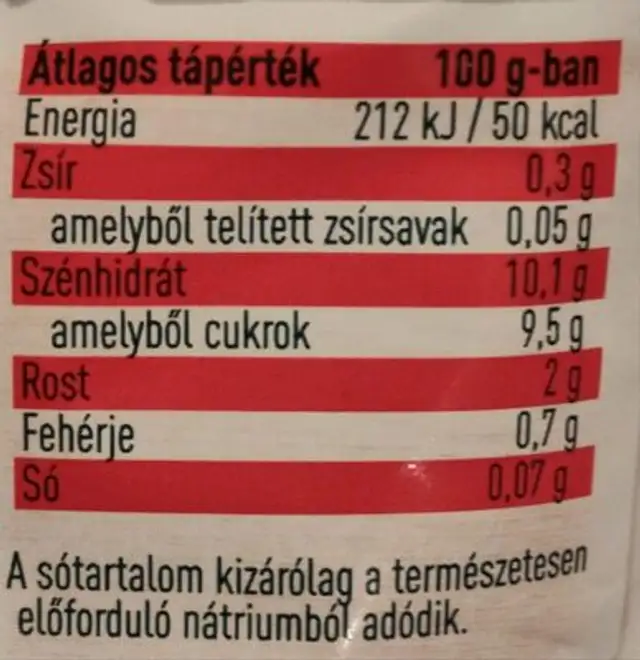 Átlagos tápérték 100 g-ban
Energia 212 kJ / 50 kcal
Zsír 0,3 g
amelyből telített zsírsavak 0,05 g
Szénhidrát 10,1 g
amelyből cukrok 9,5 g
Rost 2 g
Fehérje 0,7 g
Só 0,07 g
A sótartalom kizárólag a természetesen
előforduló nátriumból adódik.